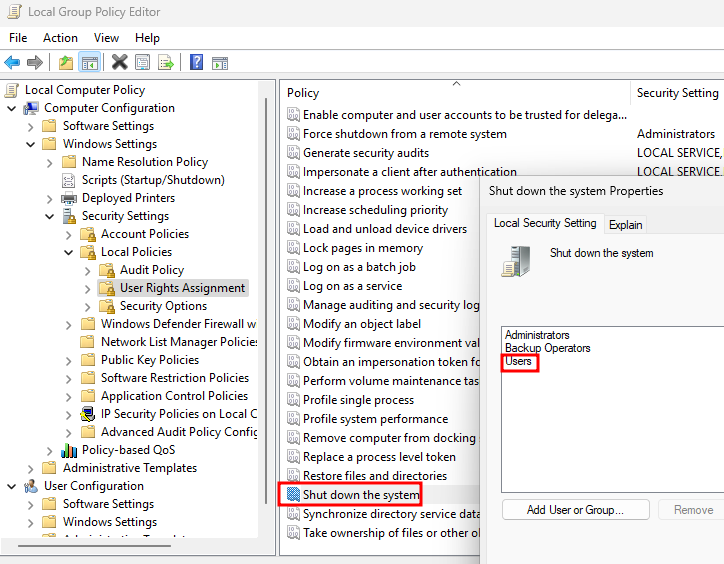 Local Group Policy Editor
File Action View Help
Local Computer Policy
Computer Configuration
Software Settings
Windows Settings
Name Resolution Policy
Scripts (Startup/Shutdown)
Deployed Printers
Security Settings
Account Policies
Local Policies
Audit Policy
User Rights Assignment
Security Options
Windows Defender Firewall w
Network List Manager Policies
Public Key Policies
Software Restriction Policies
Application Control Policies
IP Security Policies on Local C
Advanced Audit Policy Config
Policy-based QoS
Administrative Templates
User Configuration
Software Settings
Windows Settings
Administrative Templates
Policy Security Setting
Enable computer and user accounts to be trusted for delega...
Force shutdown from a remote system Administrators
Generate security audits LOCAL SERVICE,
Impersonate a client after authentication LOCAL SERVICE,
Increase a process working set
Increase scheduling priority
Load and unload device drivers
Lock pages in memory
Log on as a batch job
Log on as a service
Manage auditing and security log
Modify an object label
Modify firmware environment val
Obtain an impersonation token fo
Perform volume maintenance tas
Profile single process
Profile system performance
Remove computer from docking s
Replace a process level token
Restore files and directories
Shut down the system
Synchronize directory service data
Take ownership of files or other ol
Shut down the system Properties
Local Security Setting Explain
Shut down the system
Administrators
Backup Operators
Users
Add User or Group... Remove